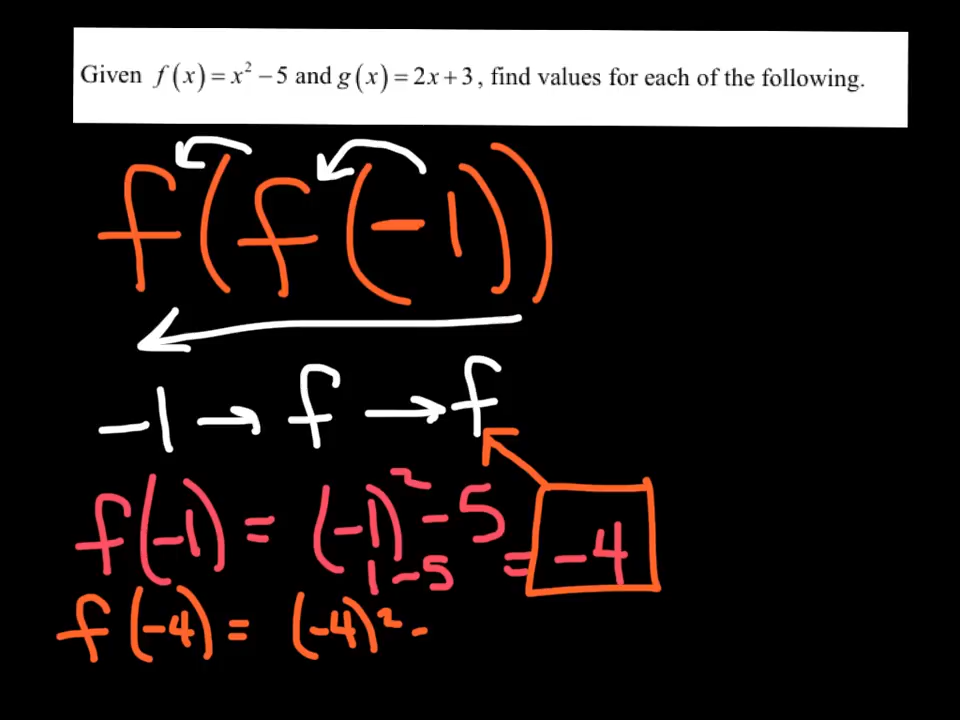 Given f(x) = x² − 5 and g(x) = 2x + 3, find values for each of the following.
f(f(-1))
-1 → f → f
f(-1) = (-1)² - 5
1 - 5 = -4
f(-4) = (-4)² -